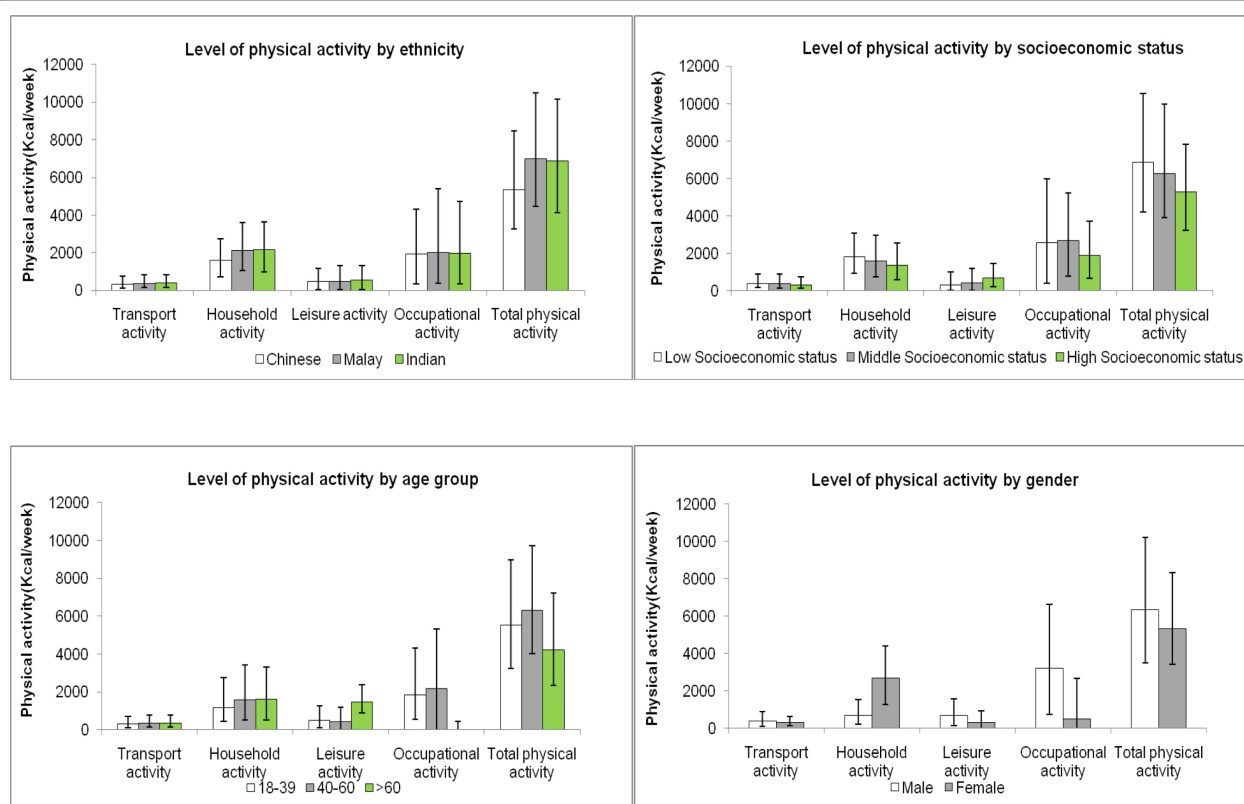 Level of physical activity by ethnicity
Physical activity(Kcal/week)
12000
10000
8000
6000
4000
2000
0
Transport activity
Household activity
Leisure activity
Occupational activity
Total physical activity
Chinese Malay Indian
Level of physical activity by socioeconomic status
Physical activity(Kcal/week)
12000
10000
8000
6000
4000
2000
0
Transport activity
Household activity
Leisure activity
Occupational activity
Total physical activity
Low Socioeconomic status Middle Socioeconomic status High Socioeconomic status
Level of physical activity by age group
Physical activity(Kcal/week)
12000
10000
8000
6000
4000
2000
0
Transport activity
Household activity
Leisure activity
Occupational activity
Total physical activity
18-39 40-60 >60
Level of physical activity by gender
Physical activity(Kcal/week)
12000
10000
8000
6000
4000
2000
0
Transport activity
Household activity
Leisure activity
Occupational activity
Total physical activity
Male Female